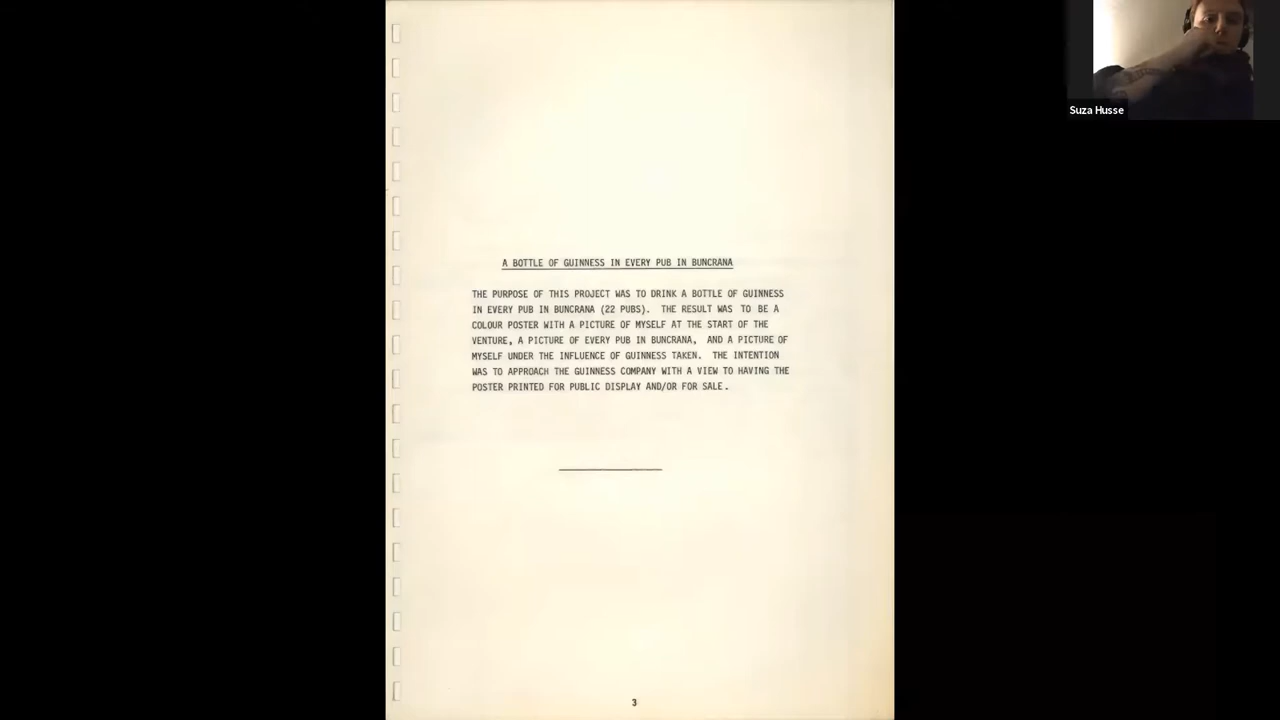 Suza Husse
A BOTTLE OF GUINNESS IN EVERY PUB IN BUNCRANA
THE PURPOSE OF THIS PROJECT WAS TO DRINK A BOTTLE OF GUINNESS
IN EVERY PUB IN BUNCRANA (22 PUBS). THE RESULT WAS TO BE A
COLOUR POSTER WITH A PICTURE OF MYSELF AT THE START OF THE
VENTURE, A PICTURE OF EVERY PUB IN BUNCRANA, AND A PICTURE OF
MYSELF UNDER THE INFLUENCE OF GUINNESS TAKEN. THE INTENTION
WAS TO APPROACH THE GUINNESS COMPANY WITH A VIEW TO HAVING THE
POSTER PRINTED FOR PUBLIC DISPLAY AND/OR FOR SALE.
3